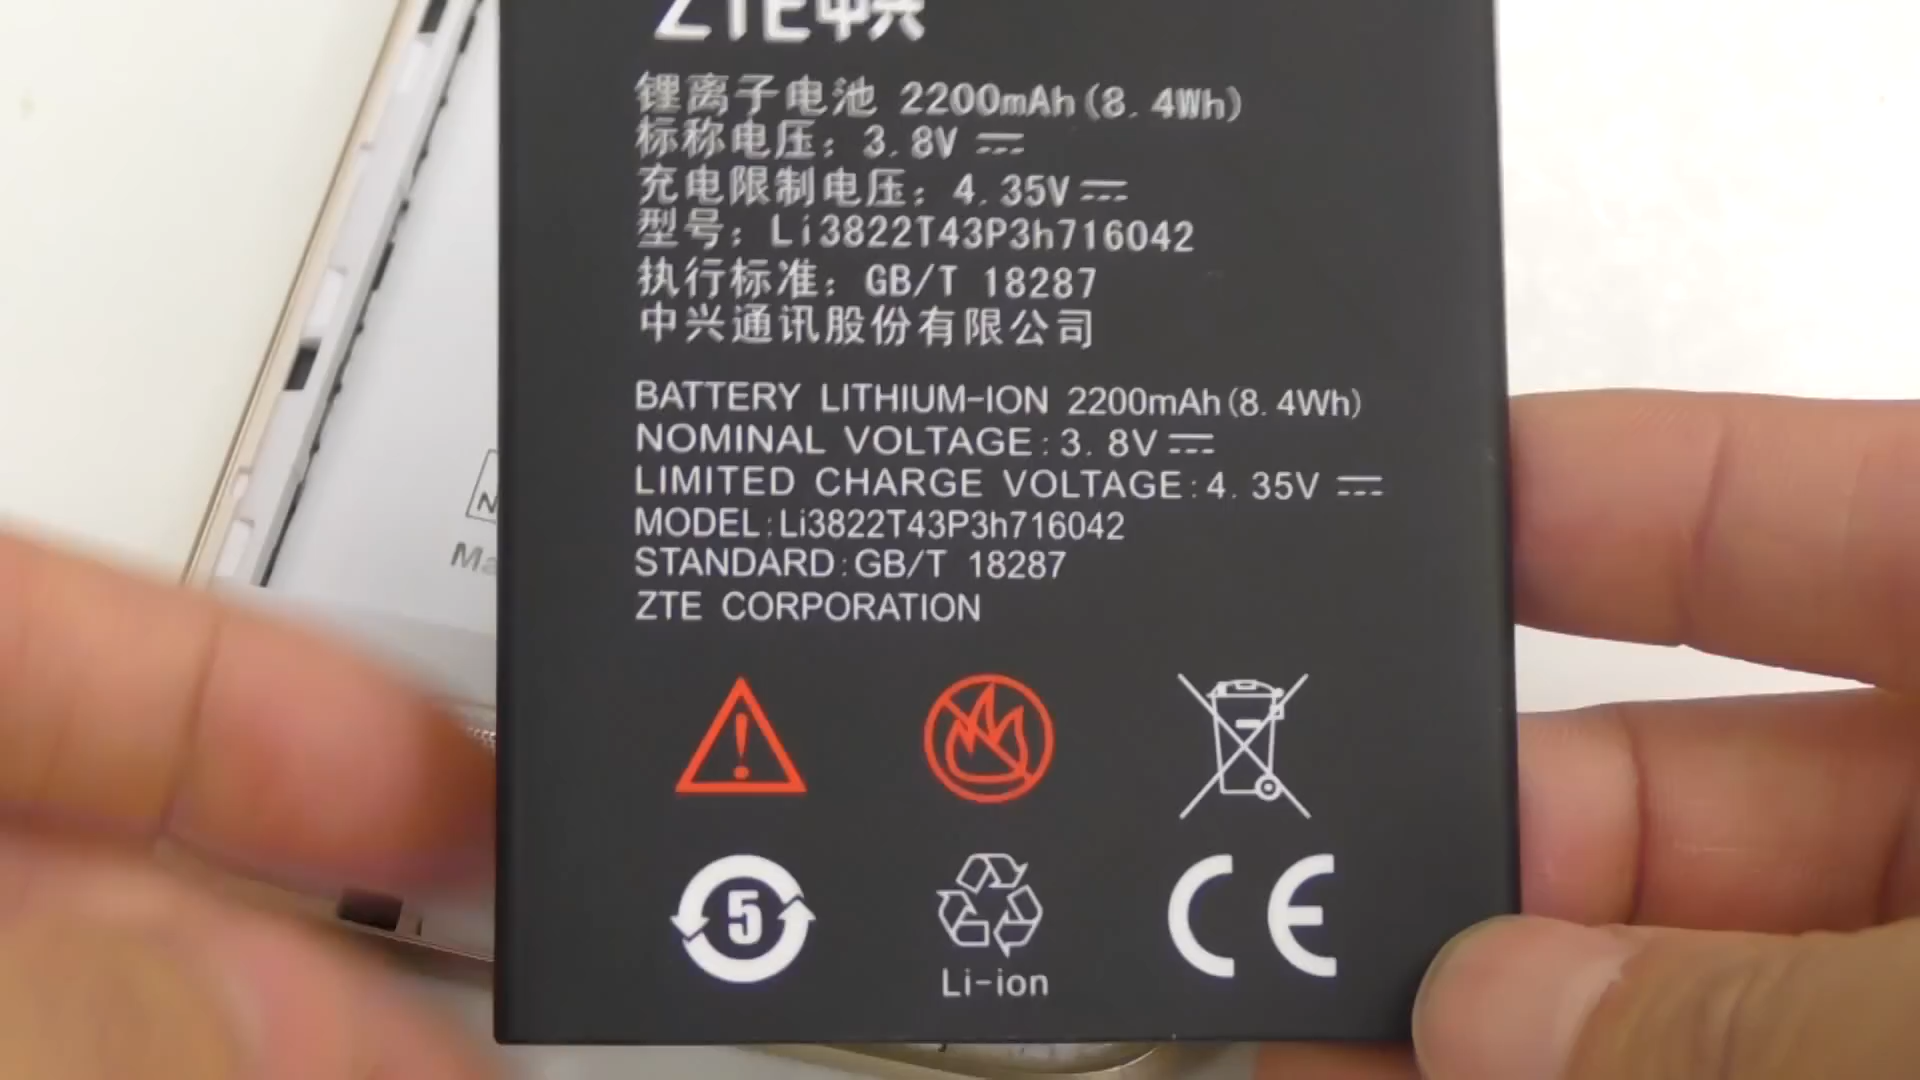 ZTE中兴
锂离子电池 2200mAh(8.4Wh)
标称电压: 3.8V
充电限制电压: 4.35V
型号: Li3822T43P3h716042
执行标准: GB/T 18287
中兴通讯股份有限公司
BATTERY LITHIUM-ION 2200mAh(8.4Wh)
NOMINAL VOLTAGE:3.8V
LIMITED CHARGE VOLTAGE:4.35V
MODEL:Li3822T43P3h716042
STANDARD:GB/T 18287
ZTE CORPORATION
5
Li-ion
CE